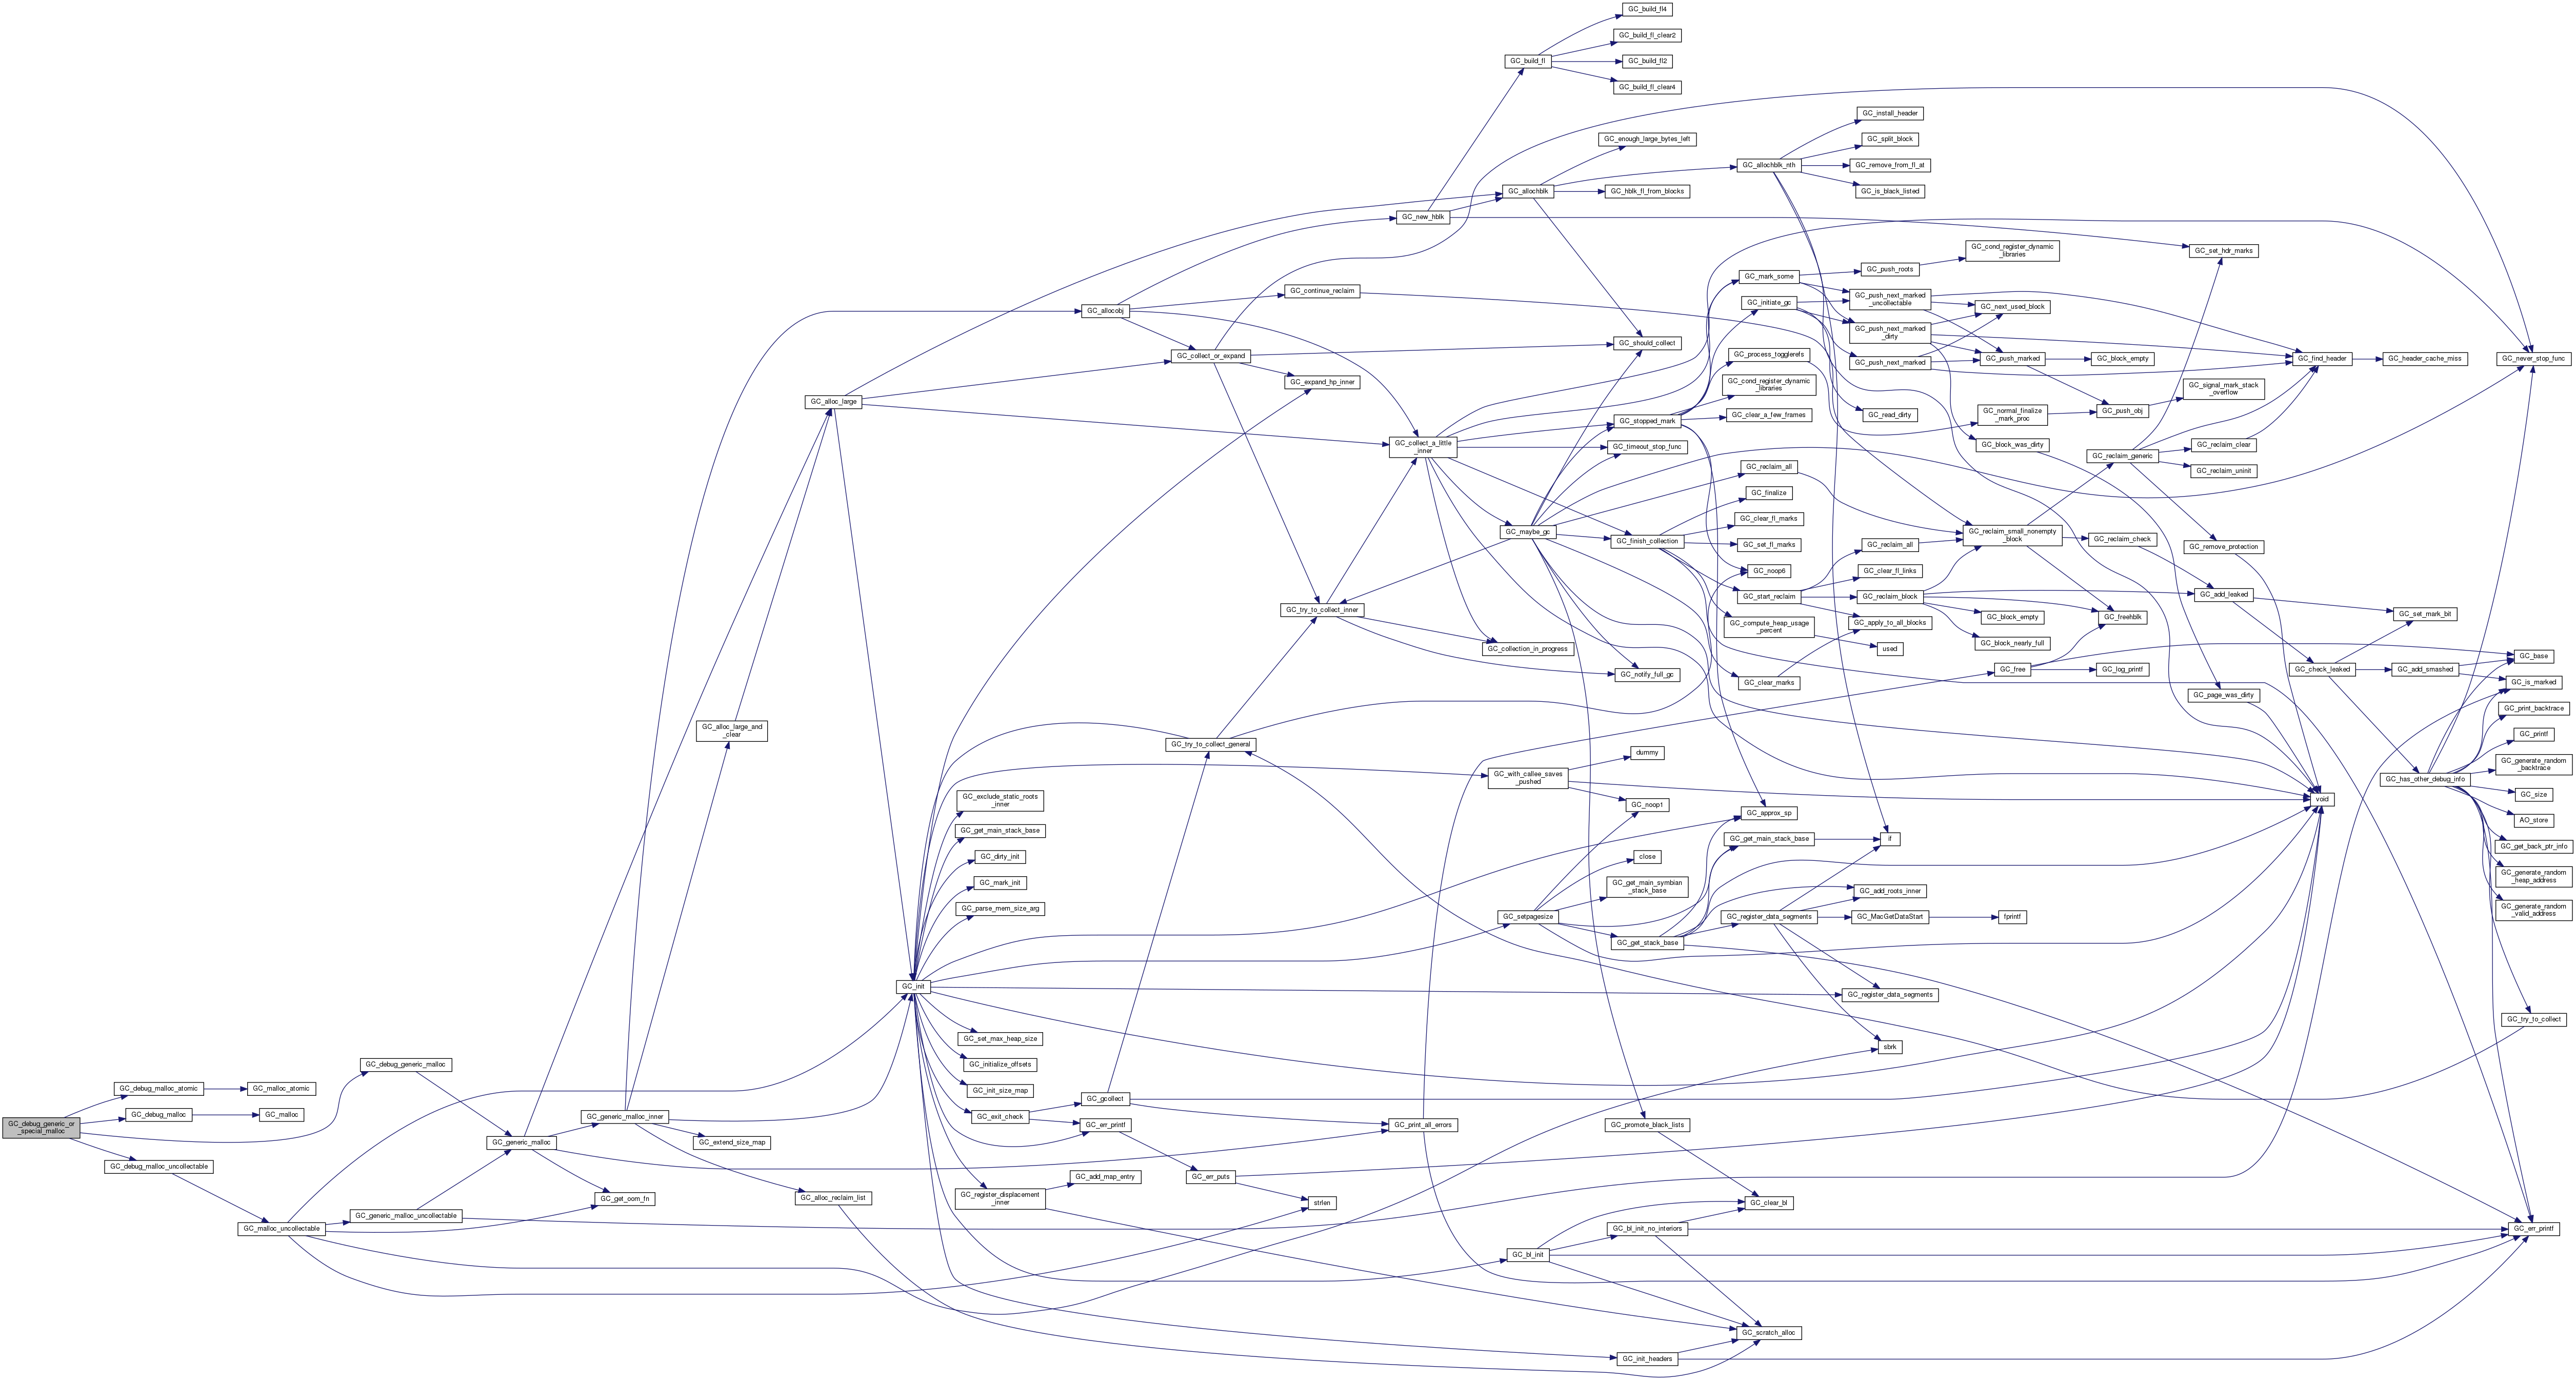 GC_build_fl4
GC_build_fl_clear2
GC_build_fl
GC_build_fl2
GC_build_fl_clear4
GC_install_header
GC_enough_large_bytes_left
GC_split_block
GC_allochblk_nth
GC_remove_from_fl_at
GC_allochblk
GC_hblk_fl_from_blocks
GC_is_black_listed
GC_new_hblk
GC_cond_register_dynamic
_libraries
GC_set_hdr_marks
GC_mark_some
GC_push_roots
GC_continue_reclaim
GC_push_next_marked
_uncollectable
GC_initiate_gc
GC_next_used_block
GC_allocobj
GC_push_next_marked
_dirty
GC_should_collect
GC_collect_or_expand
GC_process_togglerefs
GC_push_next_marked
GC_push_marked
GC_block_empty
GC_find_header
GC_header_cache_miss
GC_never_stop_func
GC_expand_hp_inner
GC_cond_register_dynamic
_libraries
GC_signal_mark_stack
_overflow
GC_alloc_large
GC_stopped_mark
GC_clear_a_few_frames
GC_read_dirty
GC_normal_finalize
_mark_proc
GC_push_obj
GC_collect_a_little
_inner
GC_timeout_stop_func
GC_block_was_dirty
GC_reclaim_clear
GC_reclaim_generic
GC_reclaim_all
GC_reclaim_uninit
GC_finalize
GC_clear_fl_marks
GC_maybe_gc
GC_finish_collection
GC_set_fl_marks
GC_reclaim_all
GC_reclaim_small_nonempty
_block
GC_reclaim_check
GC_remove_protection
GC_noop6
GC_clear_fl_links
GC_start_reclaim
GC_reclaim_block
GC_add_leaked
GC_try_to_collect_inner
GC_compute_heap_usage
_percent
GC_apply_to_all_blocks
GC_block_empty
GC_freehblk
GC_set_mark_bit
GC_collection_in_progress
used
GC_block_nearly_full
GC_base
GC_notify_full_gc
GC_clear_marks
GC_free
GC_log_printf
GC_check_leaked
GC_add_smashed
GC_is_marked
GC_page_was_dirty
GC_print_backtrace
GC_alloc_large_and
_clear
GC_printf
GC_try_to_collect_general
dummy
GC_generate_random
_backtrace
GC_with_callee_saves
_pushed
GC_has_other_debug_info
GC_size
GC_exclude_static_roots
_inner
GC_noop1
void
GC_approx_sp
AO_store
GC_get_main_stack_base
GC_get_main_stack_base
if
GC_get_back_ptr_info
GC_dirty_init
close
GC_generate_random
_heap_address
GC_mark_init
GC_get_main_symbian
_stack_base
GC_add_roots_inner
GC_generate_random
_valid_address
GC_parse_mem_size_arg
GC_setpagesize
GC_register_data_segments
GC_MacGetDataStart
fprintf
GC_get_stack_base
GC_init
GC_register_data_segments
GC_try_to_collect
GC_set_max_heap_size
sbrk
GC_debug_generic_malloc
GC_initialize_offsets
GC_debug_malloc_atomic
GC_malloc_atomic
GC_init_size_map
GC_gcollect
GC_debug_generic_or
_special_malloc
GC_debug_malloc
GC_malloc
GC_generic_malloc_inner
GC_exit_check
GC_err_printf
GC_print_all_errors
GC_promote_black_lists
GC_generic_malloc
GC_extend_size_map
GC_debug_malloc_uncollectable
GC_add_map_entry
GC_err_puts
GC_get_oom_fn
GC_alloc_reclaim_list
GC_register_displacement
_inner
strlen
GC_clear_bl
GC_generic_malloc_uncollectable
GC_malloc_uncollectable
GC_bl_init_no_interiors
GC_err_printf
GC_bl_init
GC_scratch_alloc
GC_init_headers